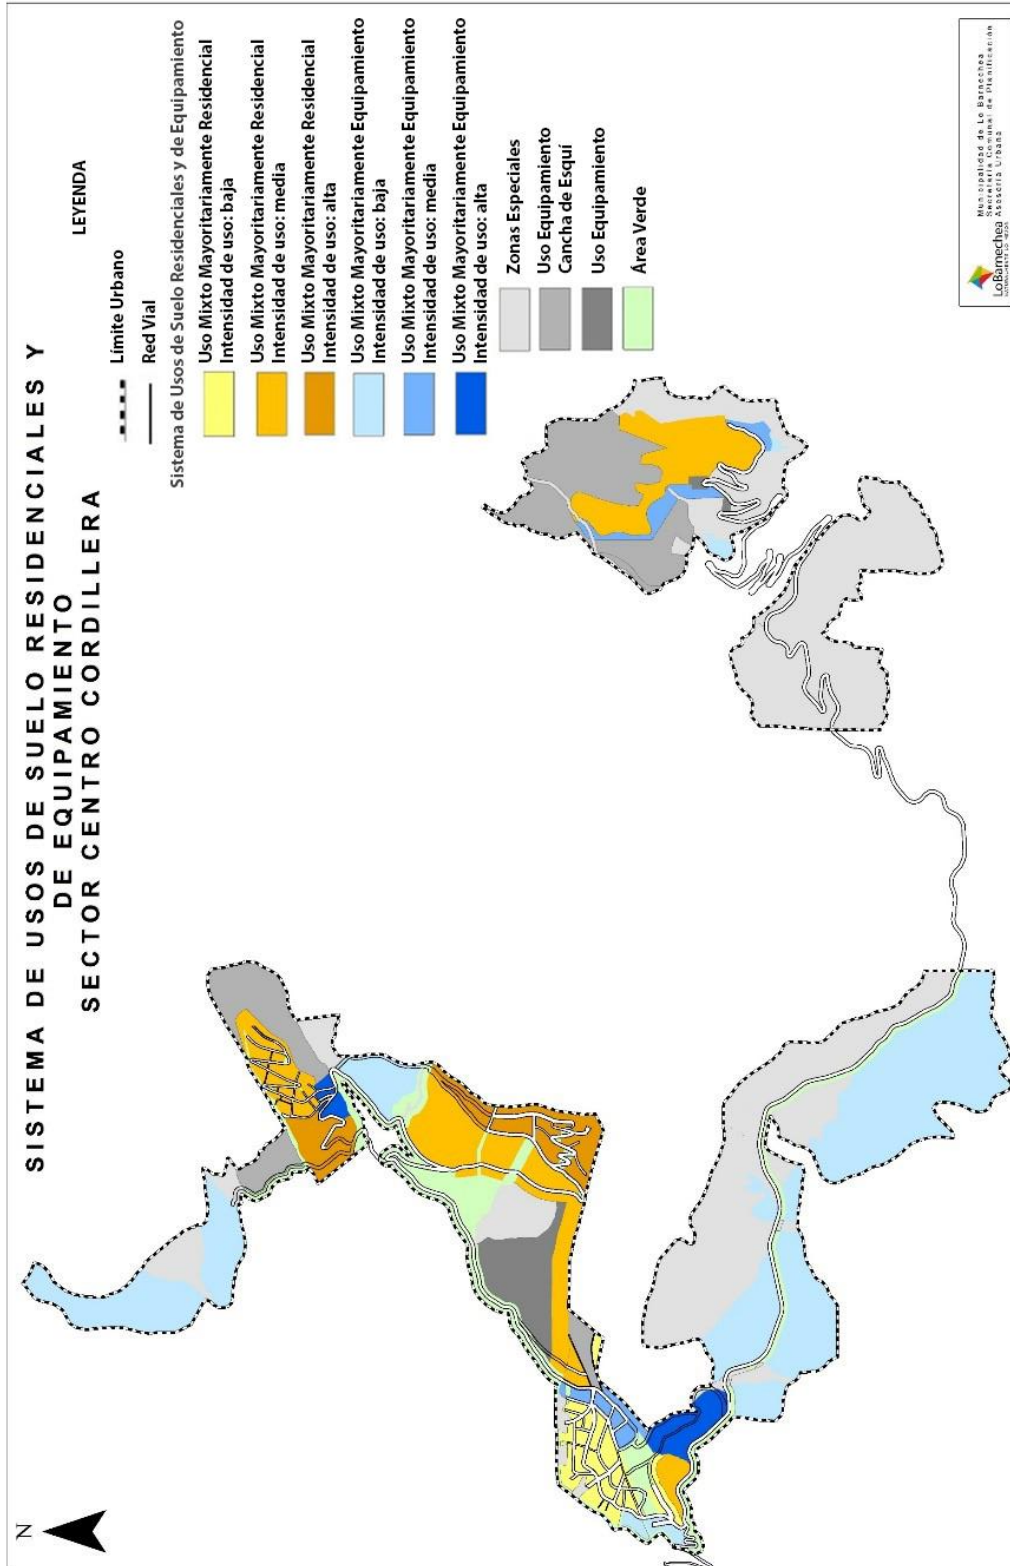 SISTEMA DE USOS DE SUELO RESIDENCIALES Y
DE EQUIPAMIENTO
SECTOR CENTRO CORDILLERA
N
LEYENDA
Límite Urbano
Red Vial
Sistema de Usos de Suelo Residenciales y de Equipamiento
Uso Mixto Mayoritariamente Residencial
Intensidad de uso: baja
Uso Mixto Mayoritariamente Residencial
Intensidad de uso: media
Uso Mixto Mayoritariamente Residencial
Intensidad de uso: alta
Uso Mixto Mayoritariamente Equipamiento
Intensidad de uso: baja
Uso Mixto Mayoritariamente Equipamiento
Intensidad de uso: media
Uso Mixto Mayoritariamente Equipamiento
Intensidad de uso: alta
Zonas Especiales
Uso Equipamiento
Cancha de Esquí
Uso Equipamiento
Área Verde
Municipalidad de Lo Barnechea
Secretaría Comunal de Planificación
Asesoría Urbana
LoBarnechea